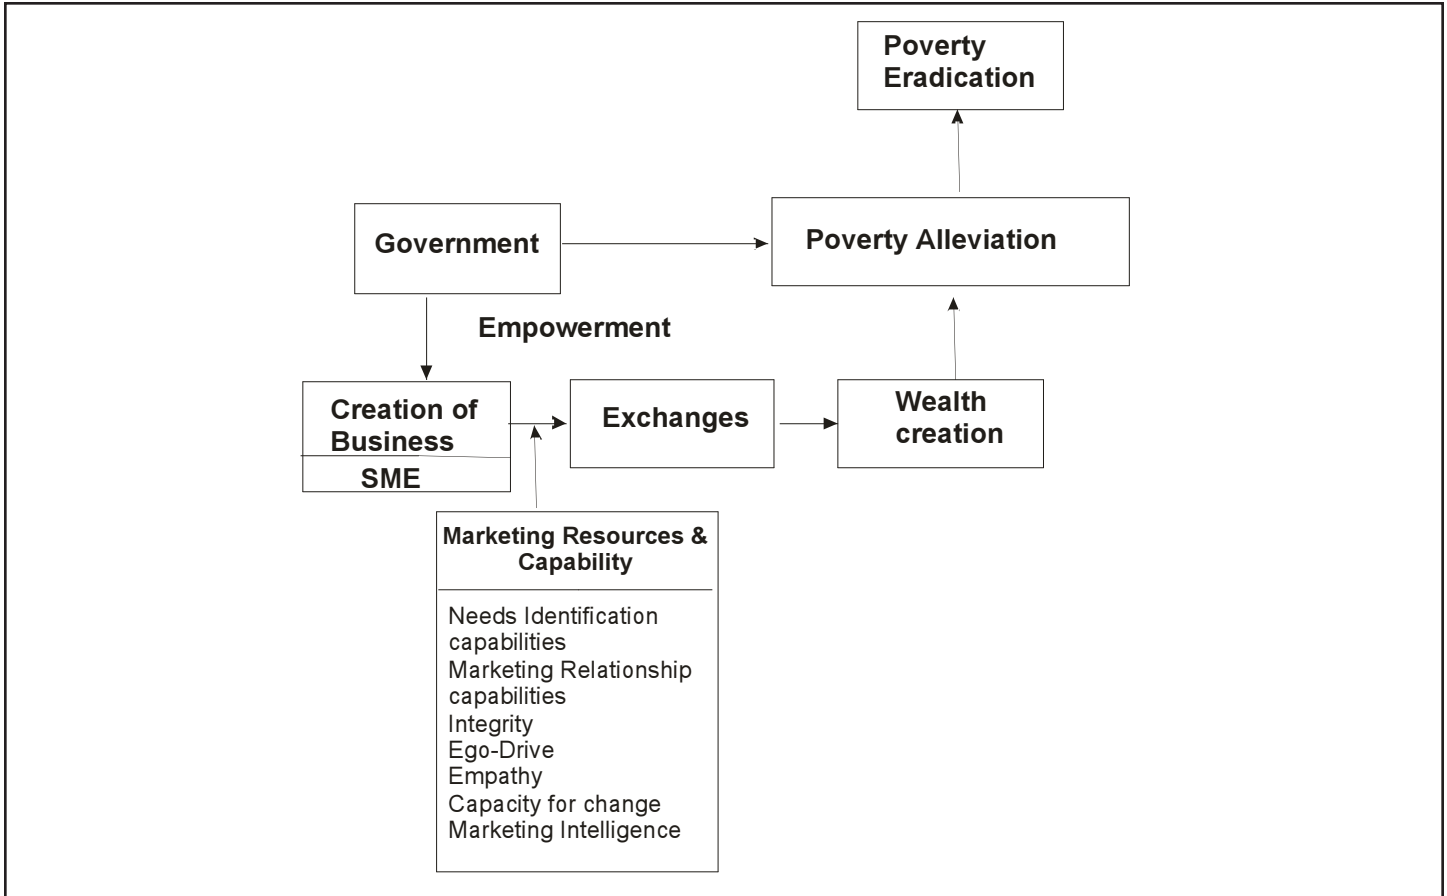 Poverty
Eradication
Government
Poverty Alleviation
Empowerment
Creation of
Business
SME
Exchanges
Wealth
creation
Marketing Resources &
Capability
Needs Identification
capabilities
Marketing Relationship
capabilities
Integrity
Ego-Drive
Empathy
Capacity for change
Marketing Intelligence